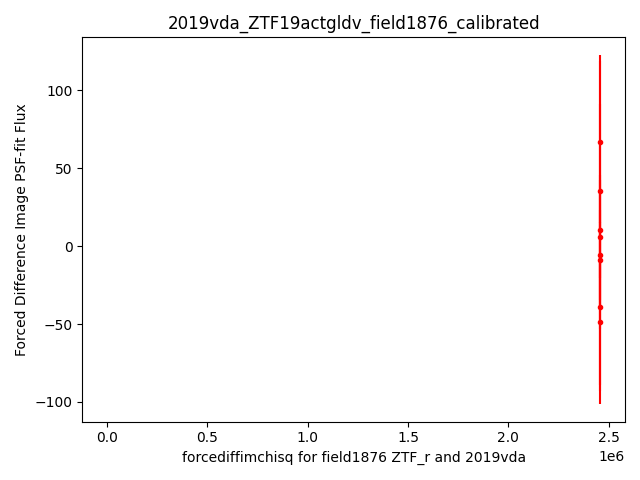 2019vda_ZTF19actgldv_field1876_calibrated
Forced Difference Image PSF-fit Flux
100
50
0
−50
−100
0.0 0.5 1.0 1.5 2.0 2.5
1e6
forcediffimchisq for field1876 ZTF_r and 2019vda